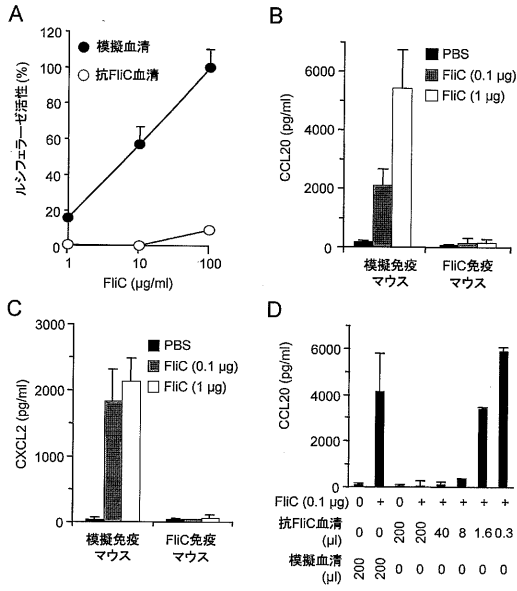 A
ルシフェラーゼ活性 (%)
120
100
80
60
40
20
0
模擬血清
抗FliC血清
1
10
100
FliC (µg/ml)
B
CCL20 (pg/ml)
6000
4000
2000
0
PBS
FliC (0.1 µg)
FliC (1 µg)
模擬免疫
マウス
FliC免疫
マウス
C
CXCL2 (pg/ml)
3000
2000
1000
0
PBS
FliC (0.1 µg)
FliC (1 µg)
模擬免疫
マウス
FliC免疫
マウス
D
CCL20 (pg/ml)
6000
4000
2000
0
FliC (0.1 µg) 0 + 0 + + + + +
抗FliC血清 0 0 200 200 40 8 1.6 0.3
(µl)
模擬血清 200 200 0 0 0 0 0 0
(µl)